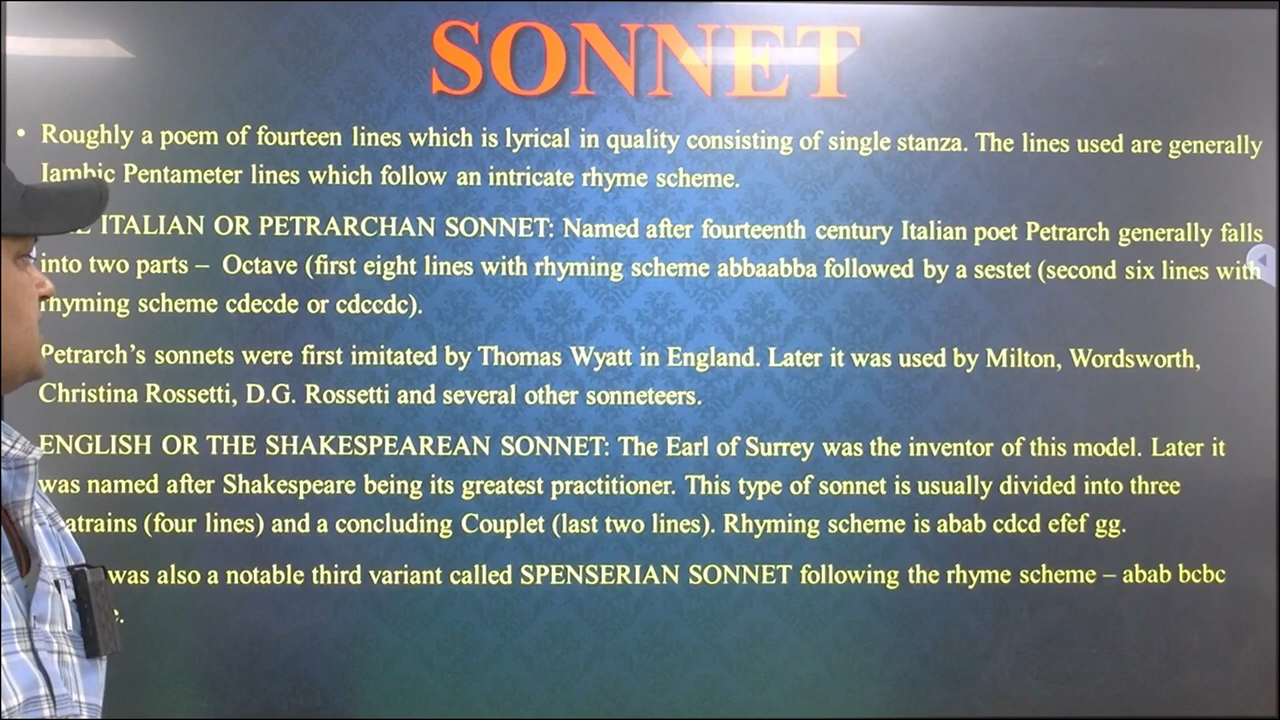 SONNET
• Roughly a poem of fourteen lines which is lyrical in quality consisting of single stanza. The lines used are generally
Iambic Pentameter lines which follow an intricate rhyme scheme.
ITALIAN OR PETRARCHAN SONNET: Named after fourteenth century Italian poet Petrarch generally falls
into two parts – Octave (first eight lines with rhyming scheme abbaabba followed by a sestet (second six lines with
rhyming scheme cdecde or cdccdc).
Petrarch's sonnets were first imitated by Thomas Wyatt in England. Later it was used by Milton, Wordsworth,
Christina Rossetti, D.G. Rossetti and several other sonneteers.
ENGLISH OR THE SHAKESPEAREAN SONNET: The Earl of Surrey was the inventor of this model. Later it
was named after Shakespeare being its greatest practitioner. This type of sonnet is usually divided into three
(four lines) and a concluding Couplet (last two lines). Rhyming scheme is abab cdcd efef gg.
was also a notable third variant called SPENSERIAN SONNET following the rhyme scheme – abab bcbc